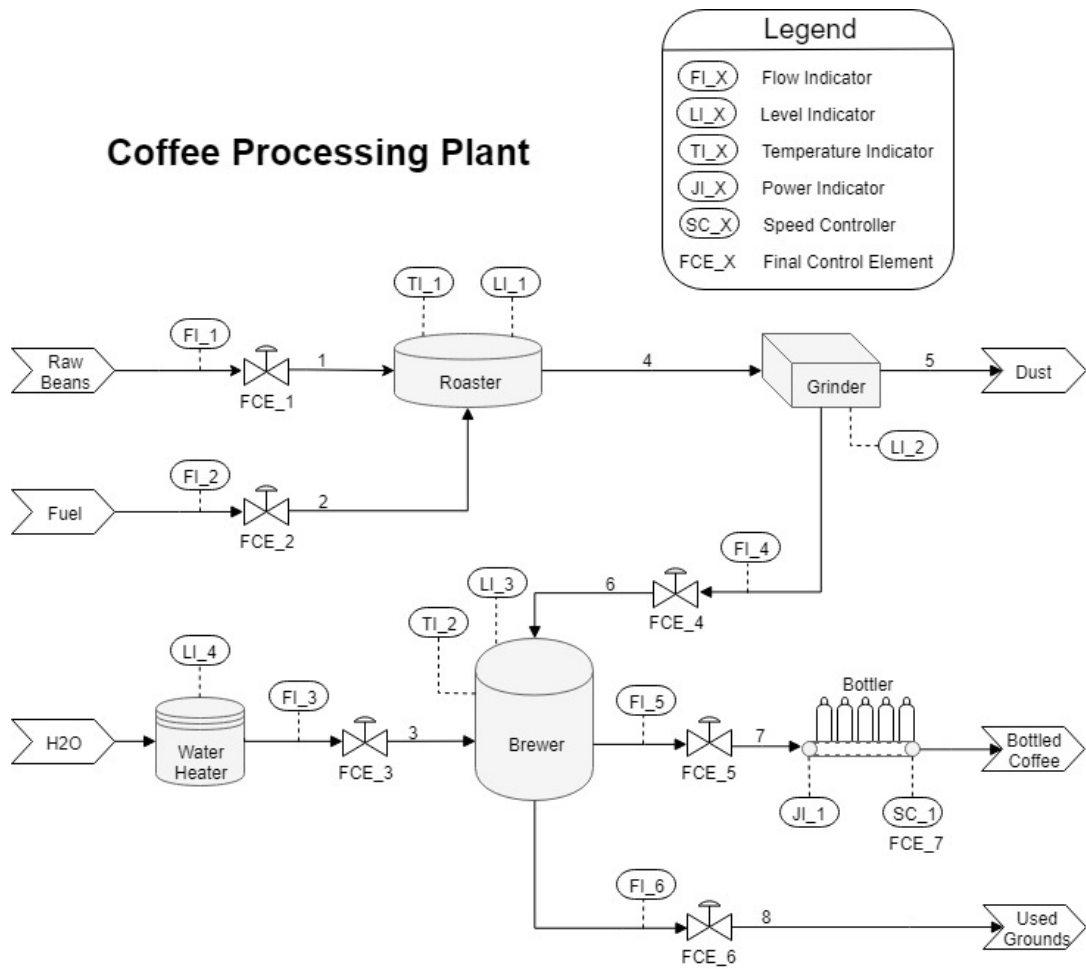 Legend
FI_X Flow Indicator
LI_X Level Indicator
TI_X Temperature Indicator
JI_X Power Indicator
SC_X Speed Controller
FCE_X Final Control Element
Coffee Processing Plant
TI_1
LI_1
FI_1
Raw
Beans
FCE_1
1
Roaster
4
Grinder
5
Dust
LI_2
FI_2
Fuel
FCE_2
2
FI_4
FCE_4
6
LI_3
TI_2
LI_4
H2O
Water
Heater
FI_3
FCE_3
3
Brewer
FI_5
FCE_5
7
Bottler
JI_1
SC_1
FCE_7
Bottled
Coffee
FI_6
FCE_6
8
Used
Grounds